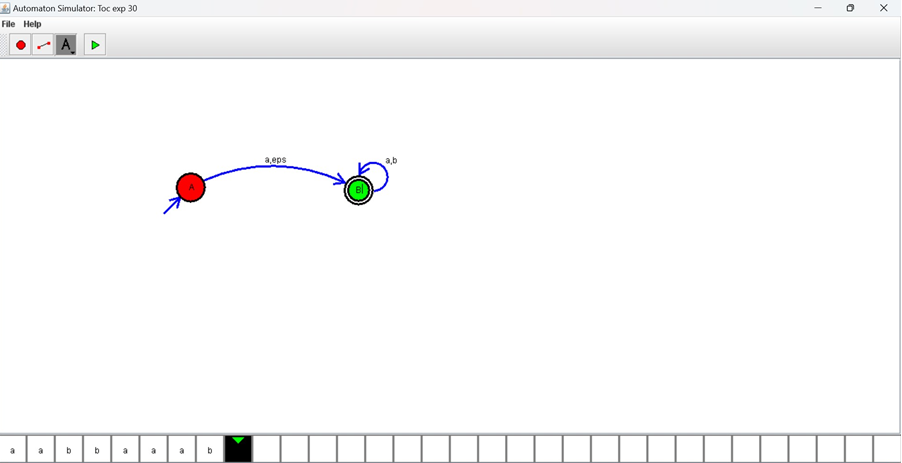 Automaton Simulator: Toc exp 30
File Help
A
a,eps
a,b
A
B
a a b b a a a b